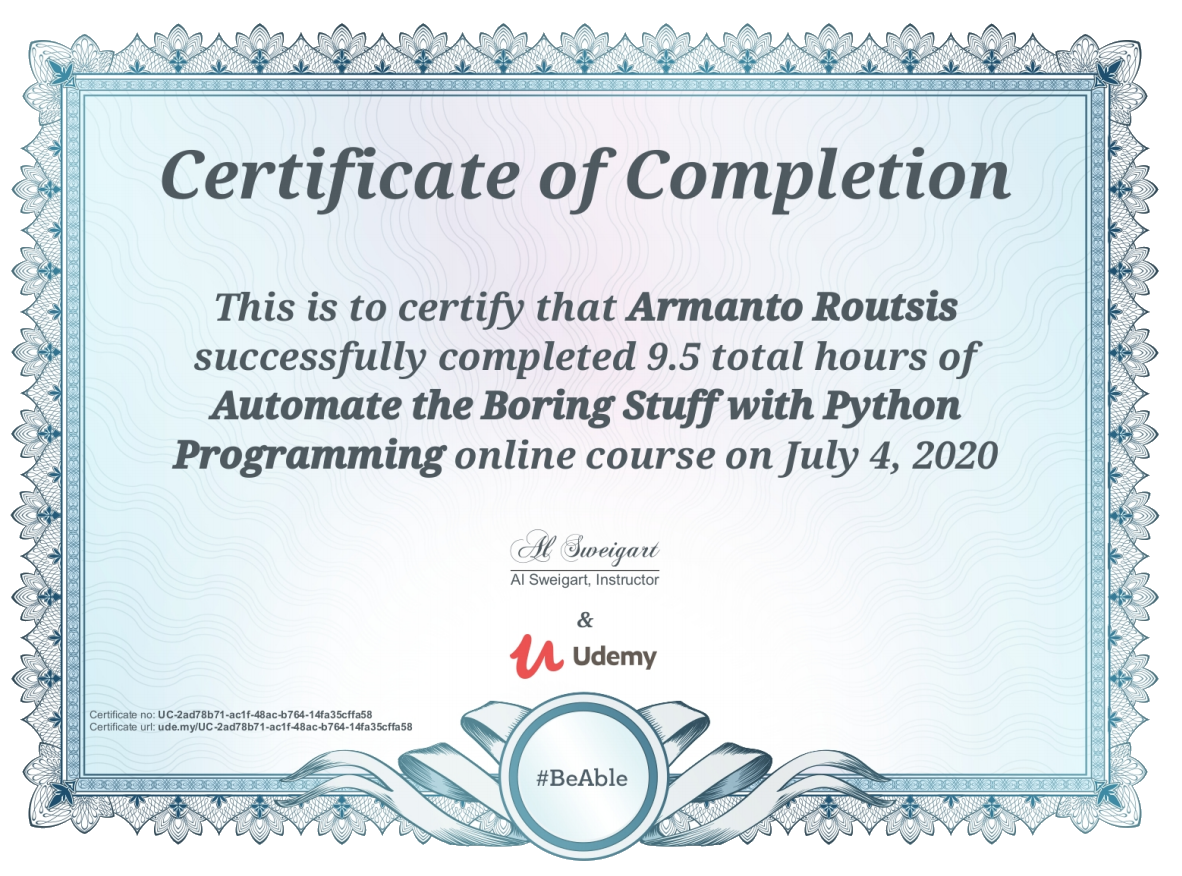 Certificate of Completion
This is to certify that Armanto Routsis
successfully completed 9.5 total hours of
Automate the Boring Stuff with Python
Programming online course on July 4, 2020
Al Sweigart
Al Sweigart, Instructor
&
Udemy
Certificate no: UC-2ad78b71-ac1f-48ac-b764-14fa35cffa58
Certificate url: ude.my/UC-2ad78b71-ac1f-48ac-b764-14fa35cffa58
#BeAble